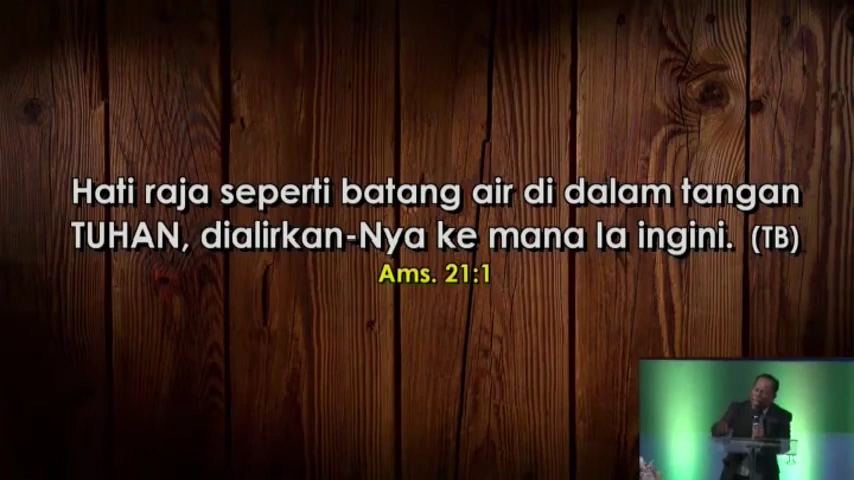 Hati raja seperti batang air di dalam tangan
TUHAN, dialirkan-Nya ke mana Ia ingini. (TB)
Ams. 21:1